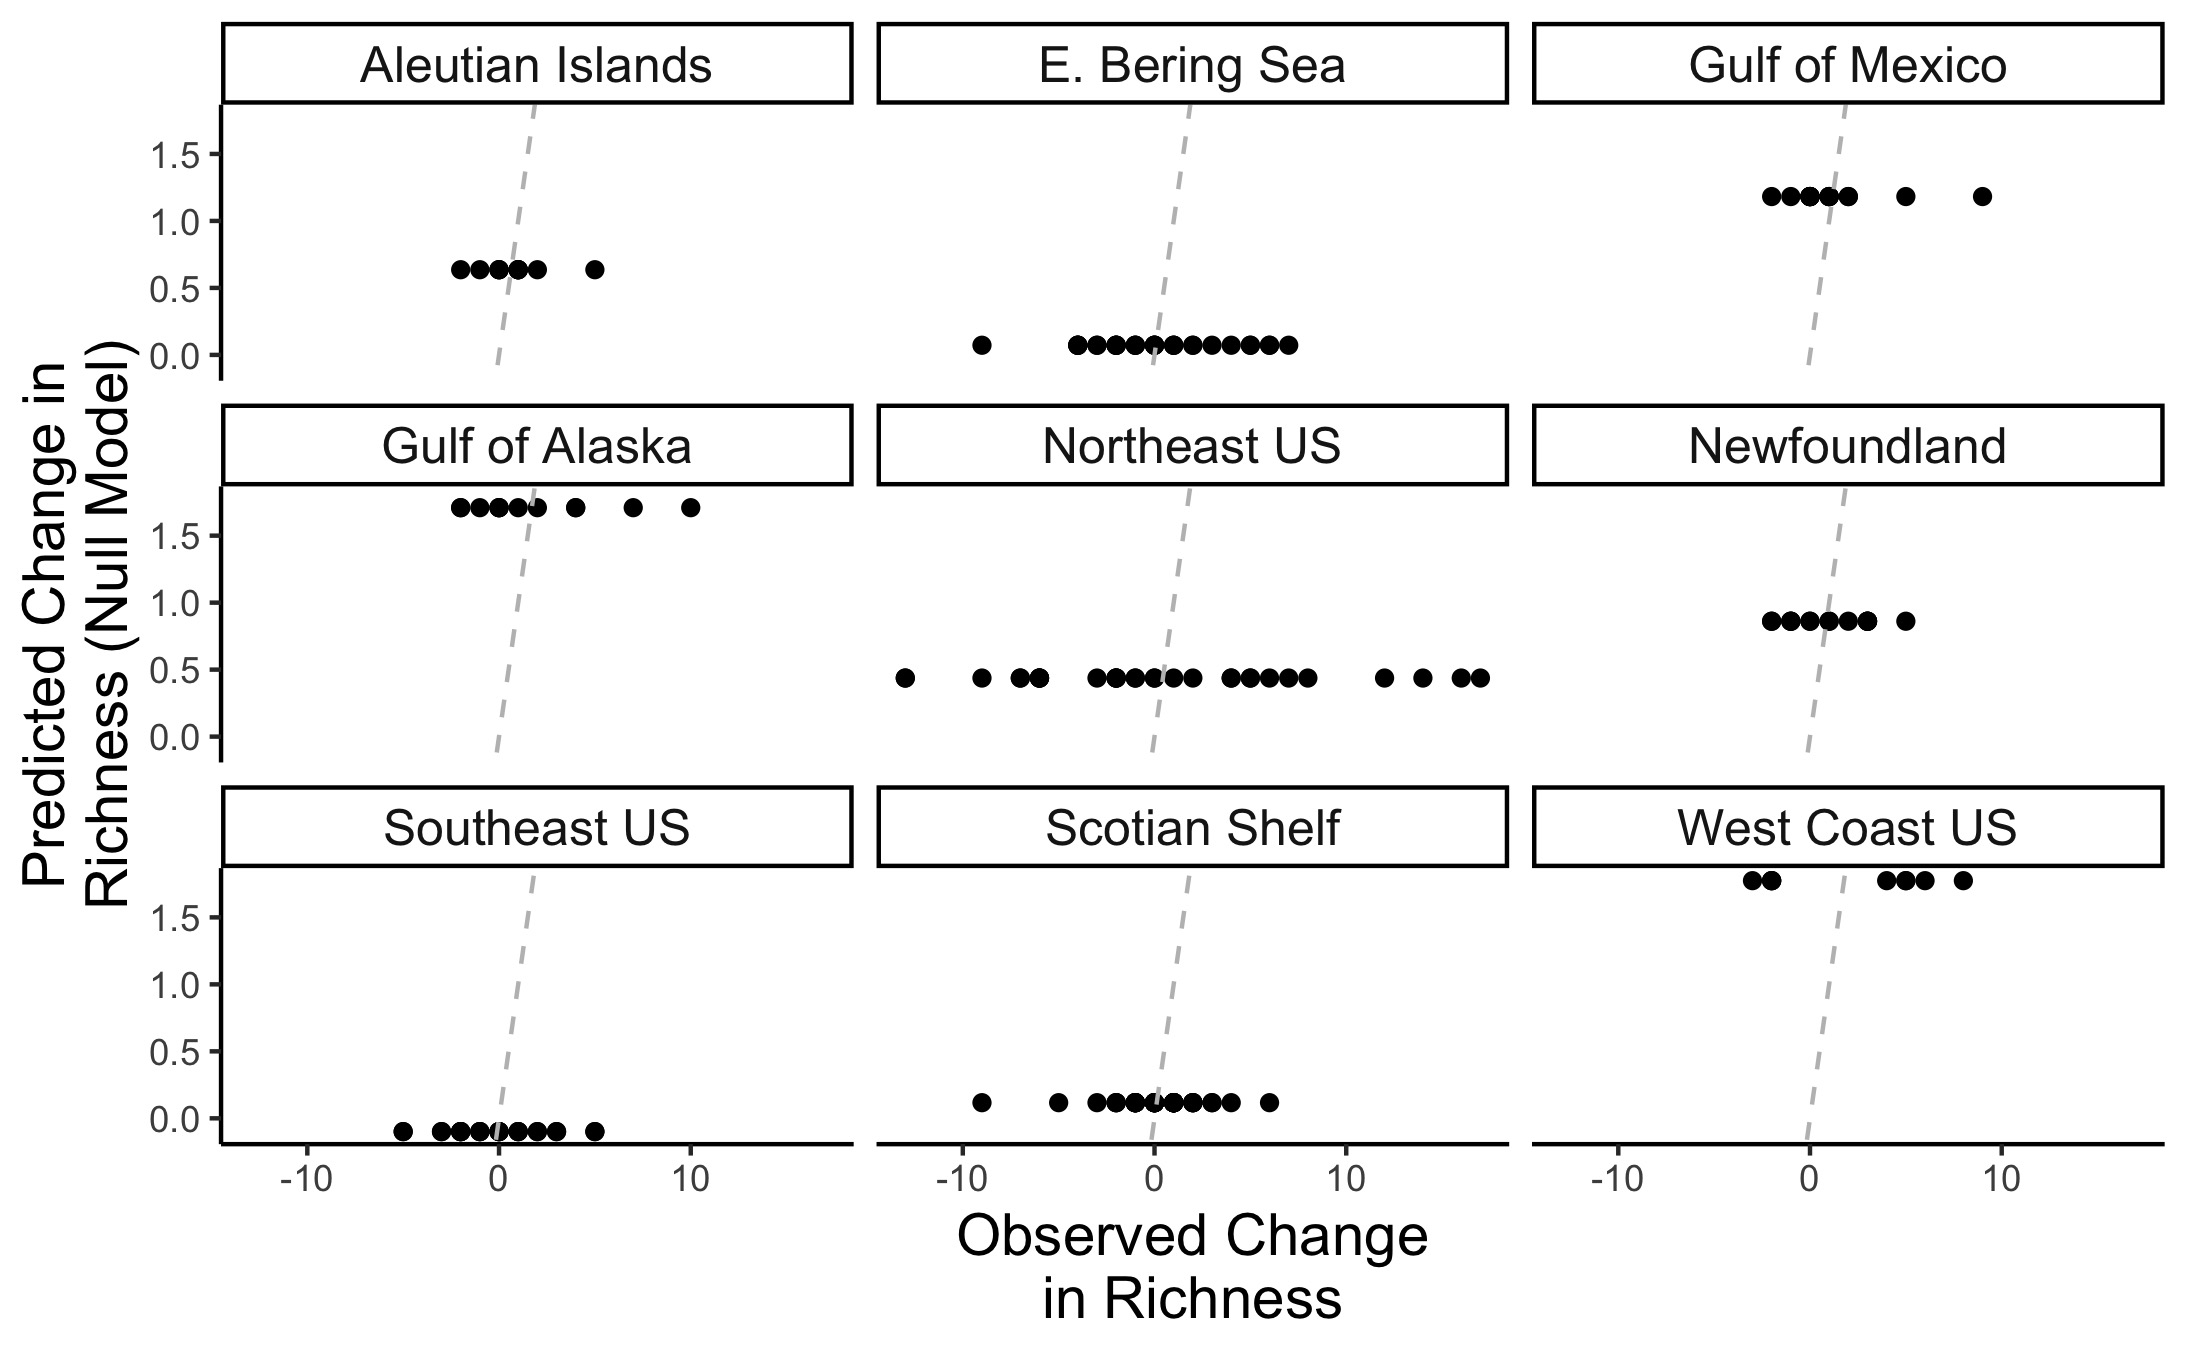 Aleutian Islands
E. Bering Sea
Gulf of Mexico
1.5
1.0
0.5
0.0
Gulf of Alaska
Northeast US
Newfoundland
1.5
1.0
0.5
0.0
Southeast US
Scotian Shelf
West Coast US
1.5
1.0
0.5
0.0
-10 0 10
-10 0 10
-10 0 10
Predicted Change in
Richness (Null Model)
Observed Change
in Richness